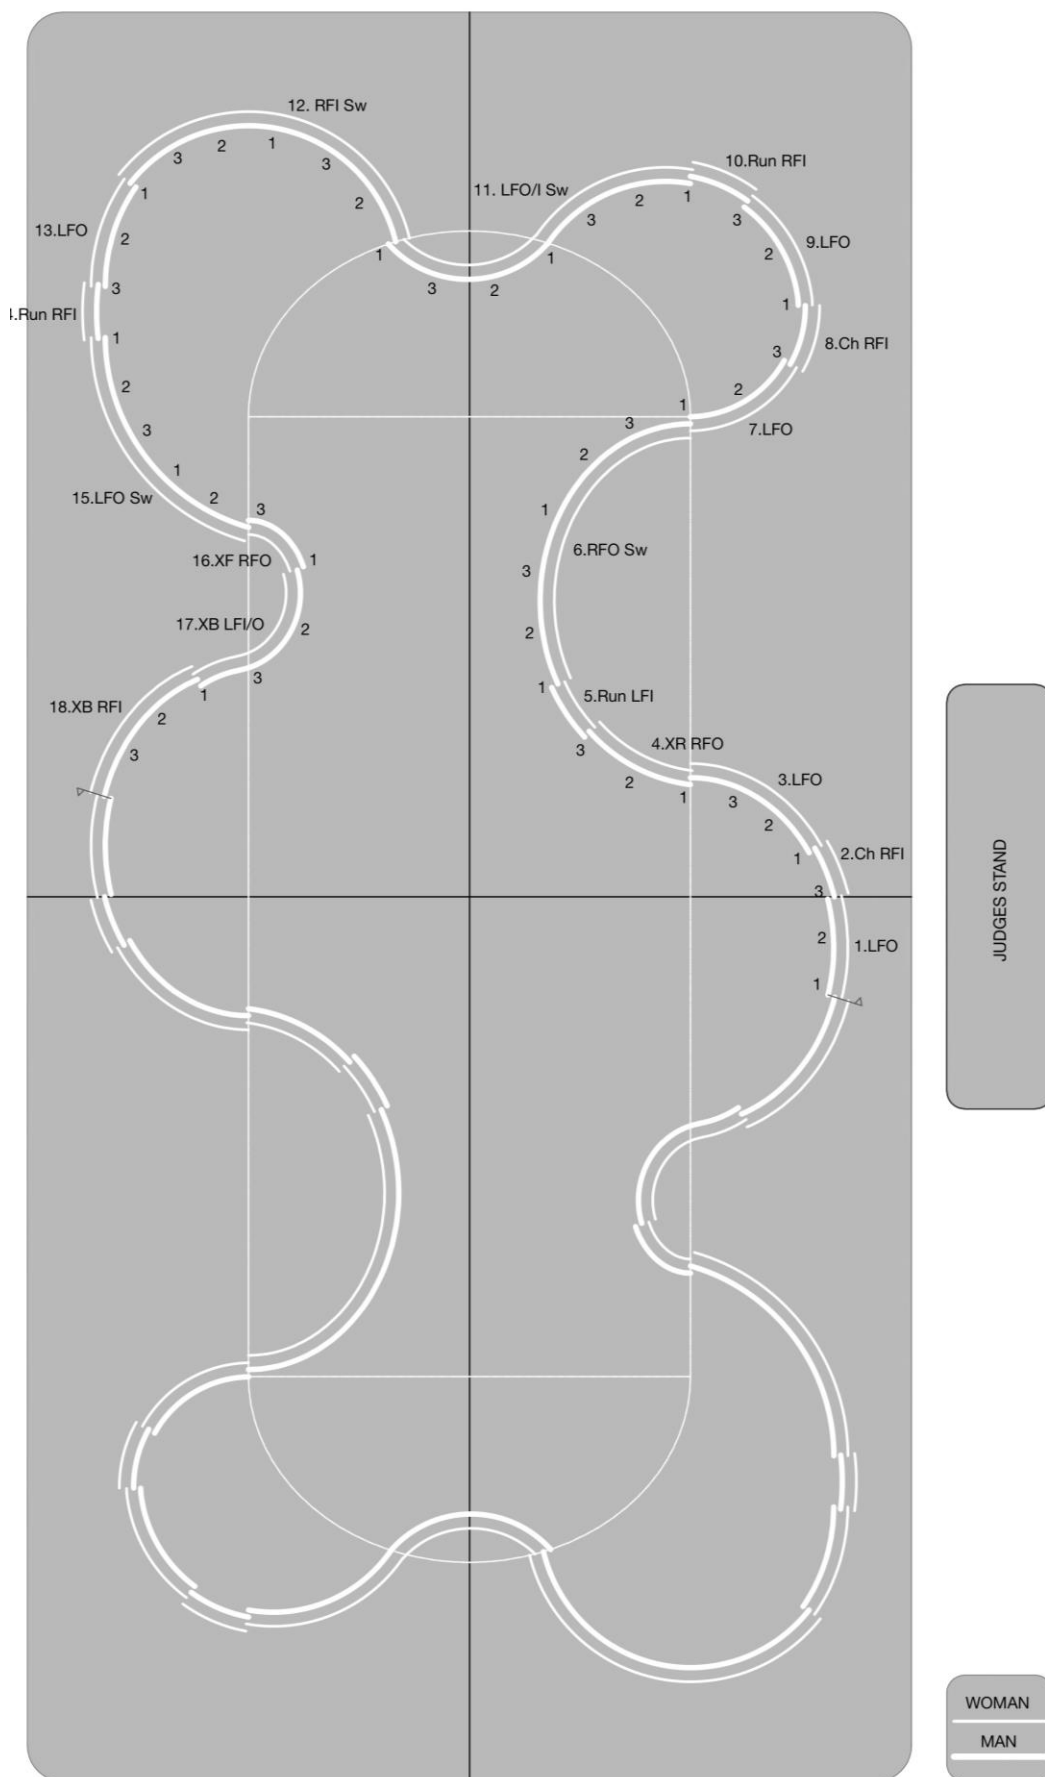 12. RFI Sw
3 2 1 3 2 1
11. LFO/I Sw
3 2 1 3 2 1
10.Run RFI
3
9.LFO
2
1
8.Ch RFI
3
2
7.LFO
1
3
2
1
6.RFO Sw
3
2
1
5.Run LFI
3
4.XR RFO
2
1
3.LFO
3
2
1
2.Ch RFI
3
1.LFO
2
1
1
13.LFO
2
3
.Run RFI
1
2
3
1
2
15.LFO Sw
3
16.XF RFO
1
17.XB LFI/O
2
3
1
18.XB RFI
2
3
JUDGES STAND
WOMAN
MAN